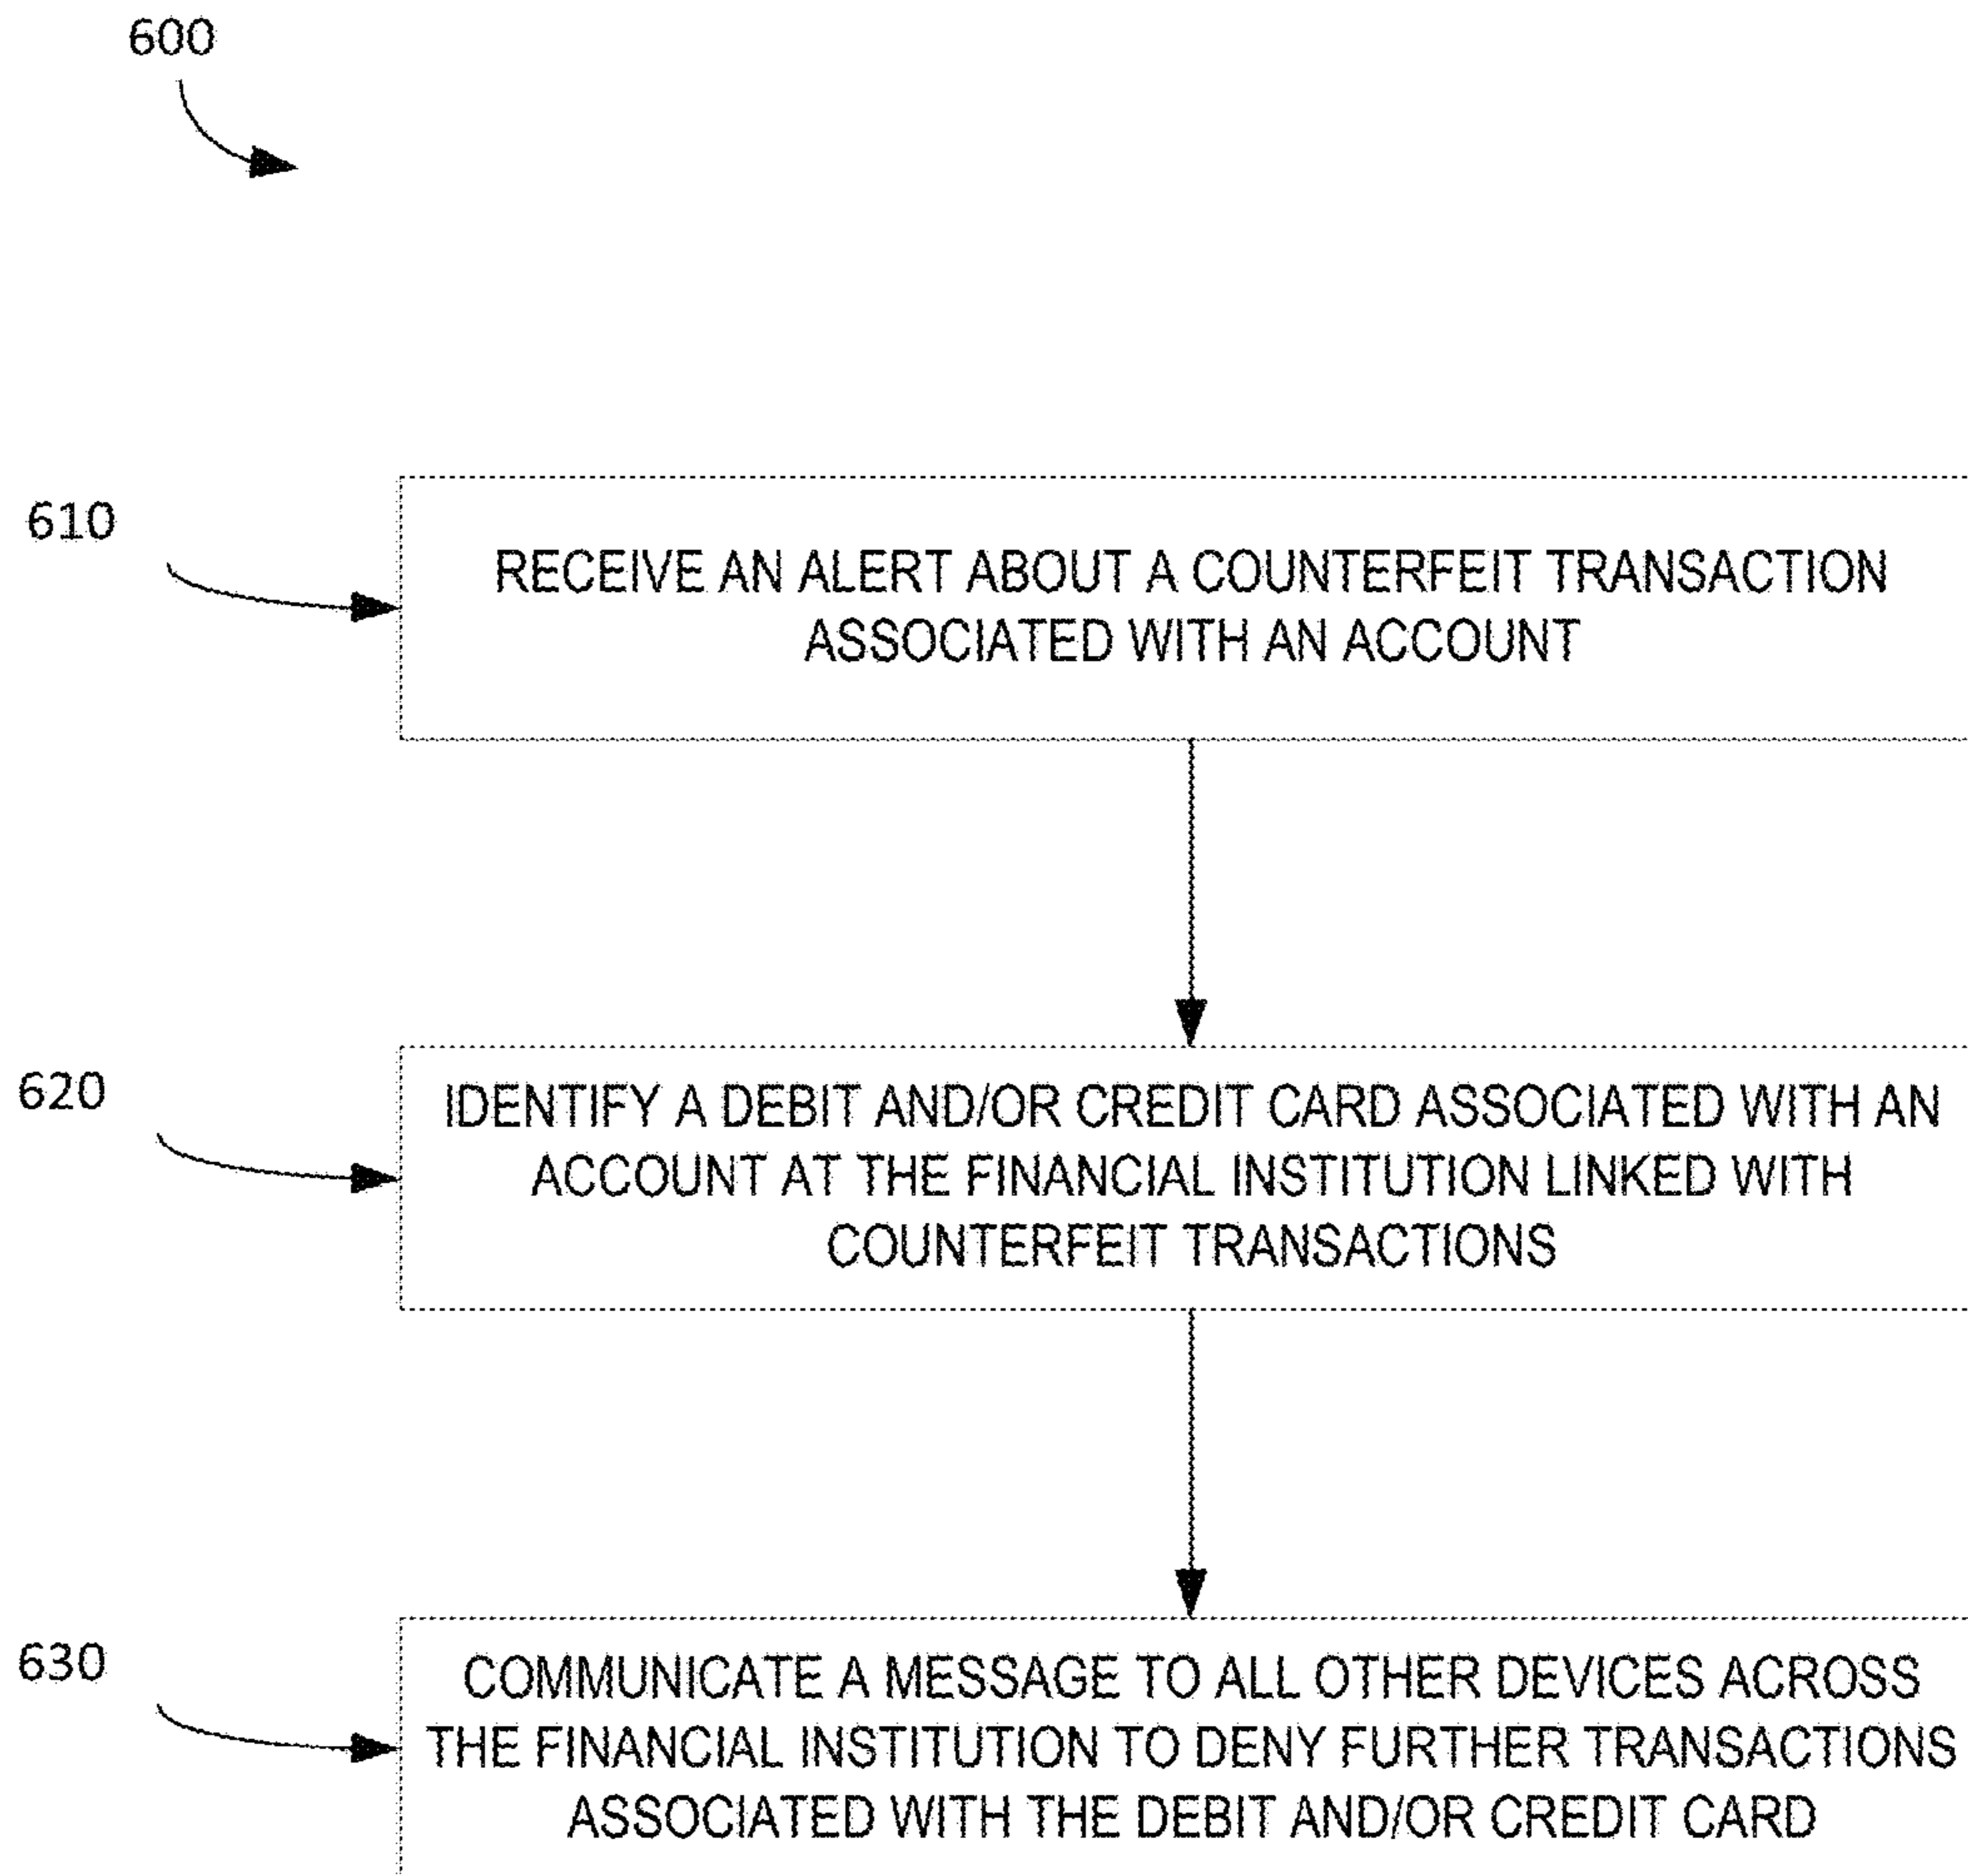 600
610
RECEIVE AN ALERT ABOUT A COUNTERFEIT TRANSACTION
ASSOCIATED WITH AN ACCOUNT
620
IDENTIFY A DEBIT AND/OR CREDIT CARD ASSOCIATED WITH AN
ACCOUNT AT THE FINANCIAL INSTITUTION LINKED WITH
COUNTERFEIT TRANSACTIONS
630
COMMUNICATE A MESSAGE TO ALL OTHER DEVICES ACROSS
THE FINANCIAL INSTITUTION TO DENY FURTHER TRANSACTIONS
ASSOCIATED WITH THE DEBIT AND/OR CREDIT CARD